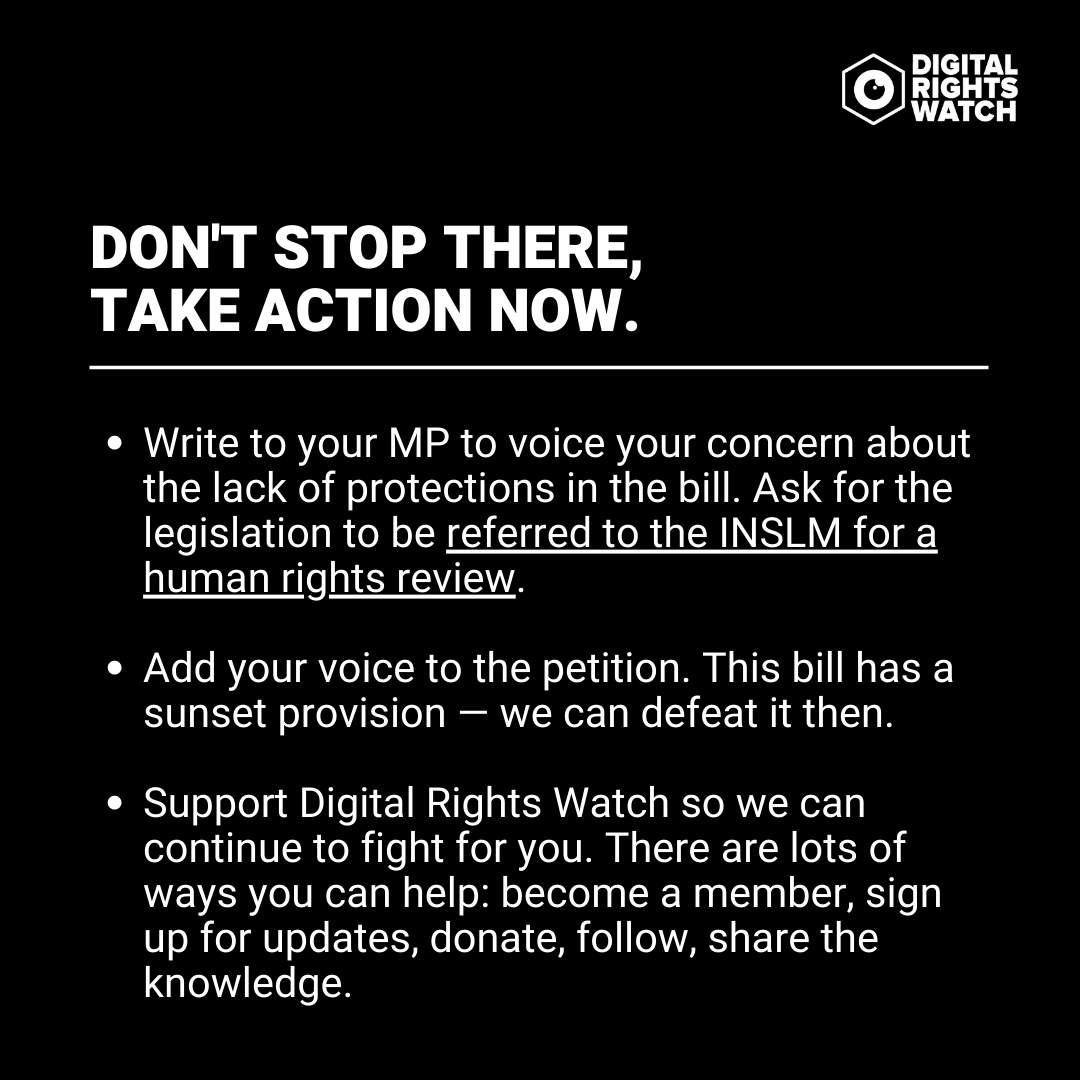 DIGITAL
RIGHTS
WATCH
DON'T STOP THERE,
TAKE ACTION NOW.
• Write to your MP to voice your concern about
the lack of protections in the bill. Ask for the
legislation to be referred to the INSLM for a
human rights review.
• Add your voice to the petition. This bill has a
sunset provision — we can defeat it then.
• Support Digital Rights Watch so we can
continue to fight for you. There are lots of
ways you can help: become a member, sign
up for updates, donate, follow, share the
knowledge.